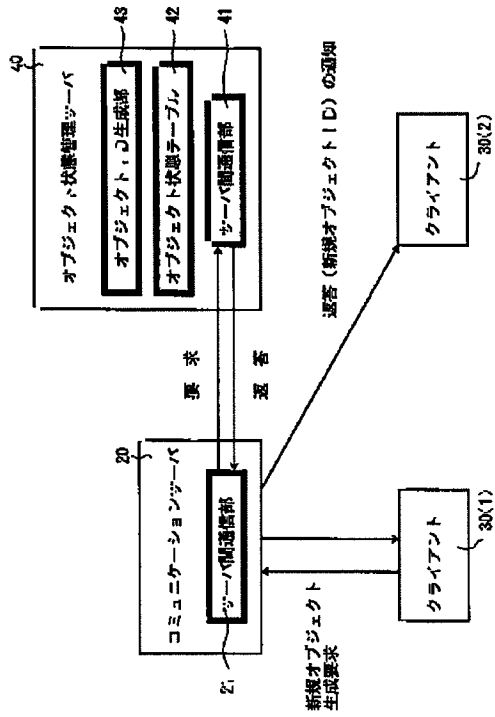 40
オブジェクト状態管理サーバ
オブジェクトID生成部
43
オブジェクト状態テーブル
42
サーバ間通信部
41
要求
返答
20
コミュニケーションサーバ
サーバ間通信部
21
返答（新規オブジェクトID）の通知
新規オブジェクト
生成要求
クライアント
30(1)
クライアント
30(2)